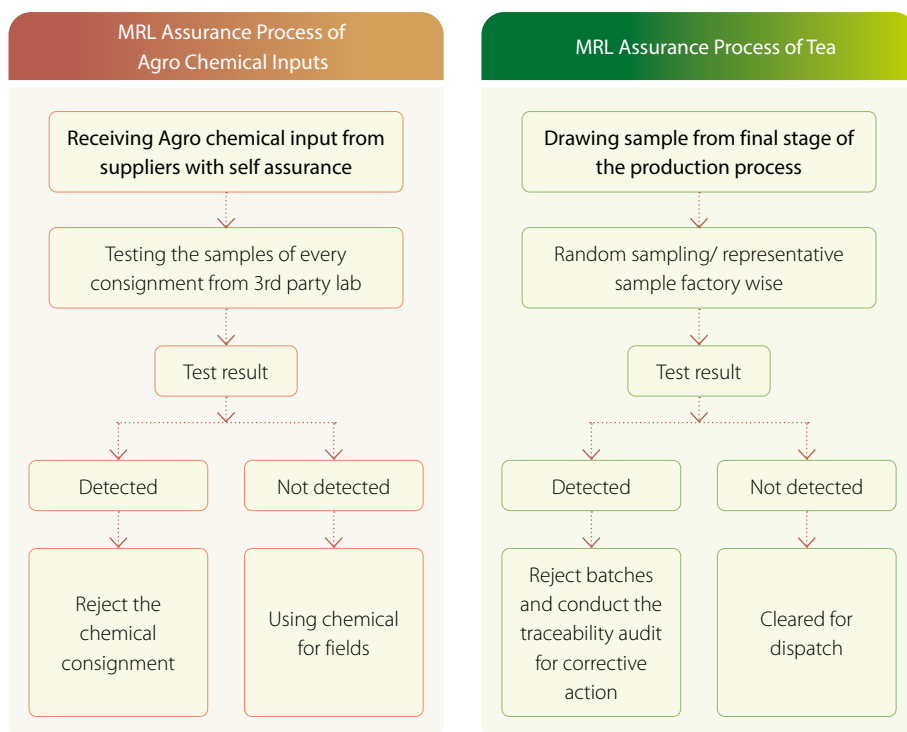 MRL Assurance Process of
Agro Chemical Inputs
Receiving Agro chemical input from
suppliers with self assurance
Testing the samples of every
consignment from 3rd party lab
Test result
Detected
Not detected
Reject the
chemical
consignment
Using chemical
for fields
MRL Assurance Process of Tea
Drawing sample from final stage of
the production process
Random sampling/ representative
sample factory wise
Test result
Detected
Not detected
Reject batches
and conduct the
traceability audit
for corrective
action
Cleared for
dispatch